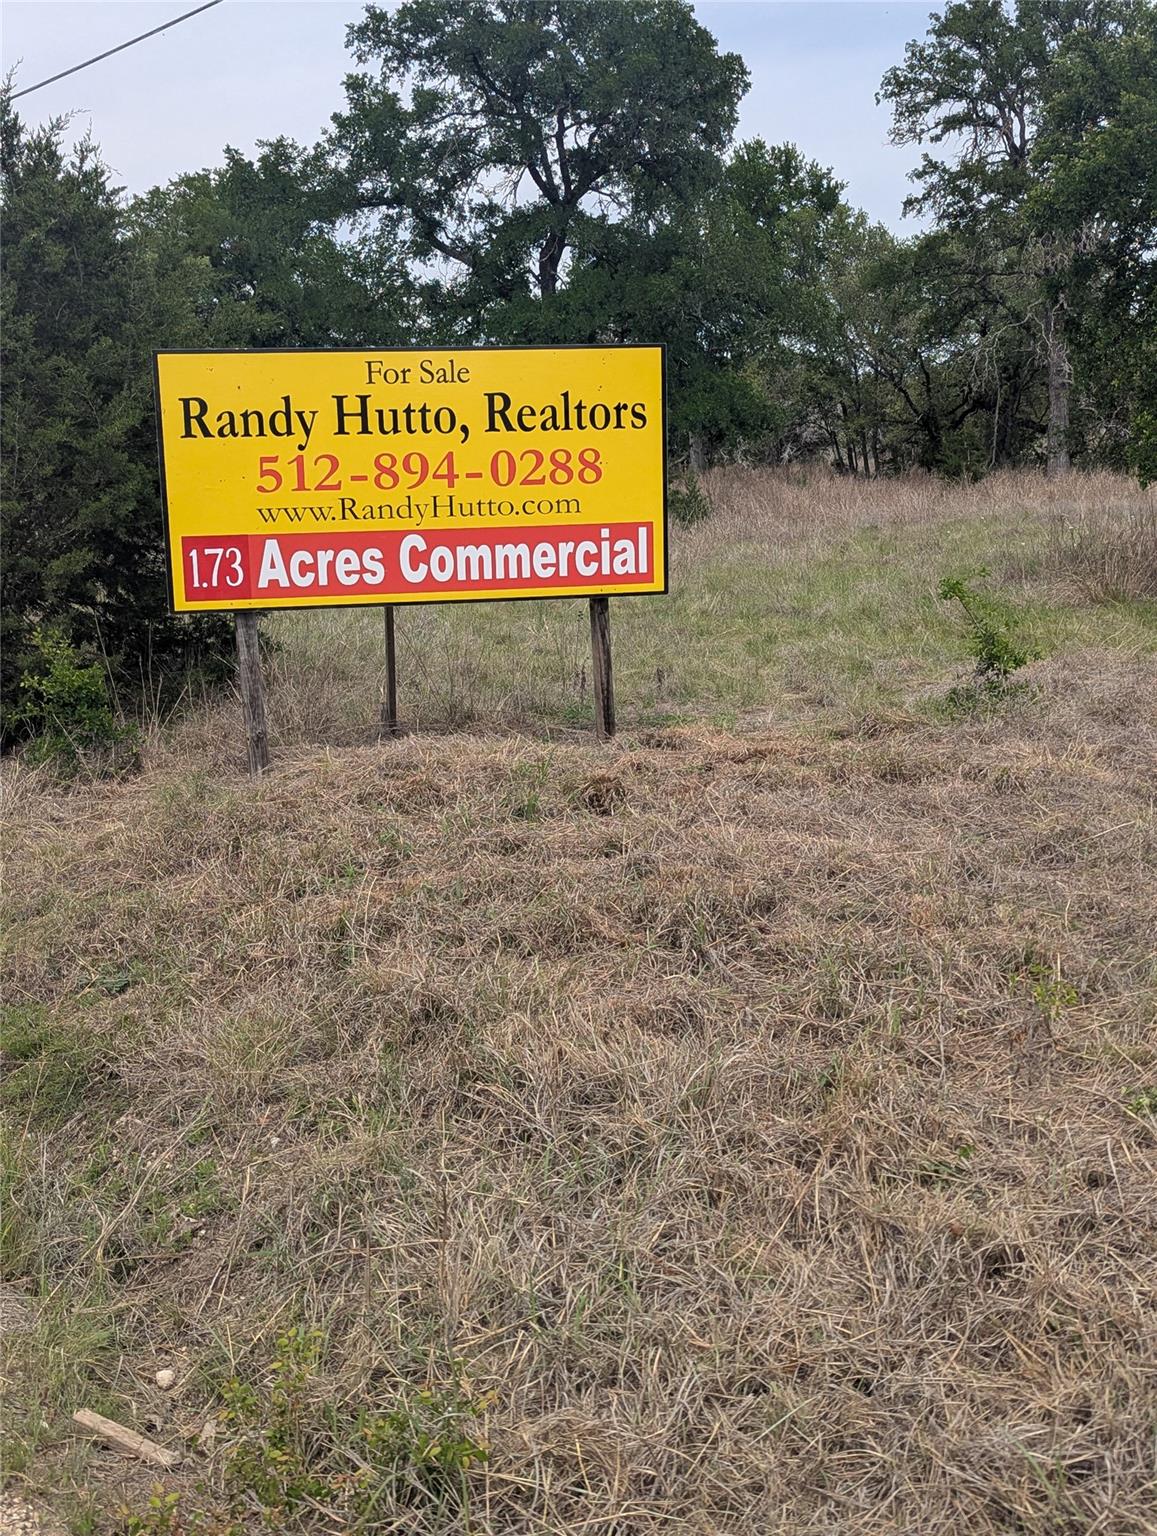 For Sale
Randy Hutto, Realtors
512-894-0288
www.RandyHutto.com
1.73 Acres Commercial